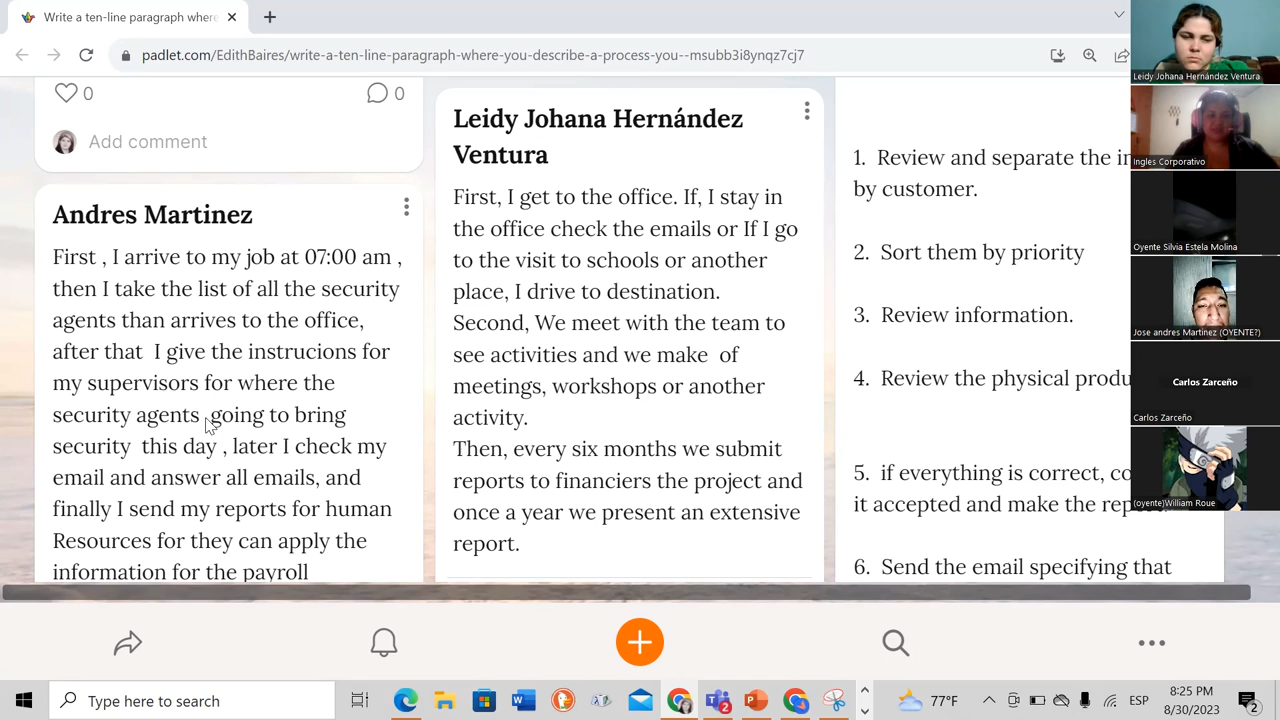 Write a ten-line paragraph where
padlet.com/EdithBaires/write-a-ten-line-paragraph-where-you-describe-a-process-you--msubb3i8ynqz7cj7
0
0
Add comment
Andres Martinez
First , I arrive to my job at 07:00 am ,
then I take the list of all the security
agents than arrives to the office,
after that I give the instrucions for
my supervisors for where the
security agents going to bring
security this day , later I check my
email and answer all emails, and
finally I send my reports for human
Resources for they can apply the
information for the payroll
Leidy Johana Hernández
Ventura
First, I get to the office. If, I stay in
the office check the emails or If I go
to the visit to schools or another
place, I drive to destination.
Second, We meet with the team to
see activities and we make of
meetings, workshops or another
activity.
Then, every six months we submit
reports to financiers the project and
once a year we present an extensive
report.
1. Review and separate the
by customer.
2. Sort them by priority
3. Review information.
4. Review the physical
5. if everything is correct,
it accepted and make the
6. Send the email specifying that
Leidy Johana Hernández Ventura
Ingles Corporativo
Oyente Silvia Estela Molina
Jose andres Martinez (OYENTE?)
Carlos Zarceño
Carlos Zarceño
(oyente)William Roue
Type here to search
77°F
ESP
8:25 PM
8/30/2023
2